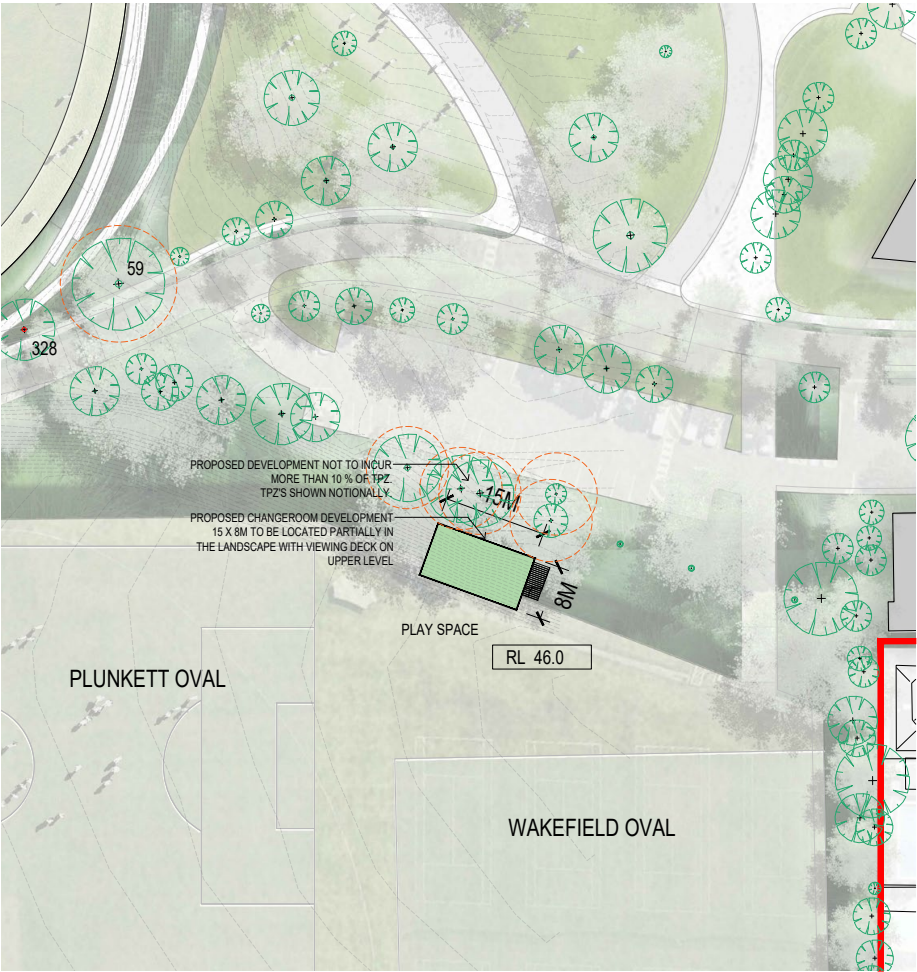 59
328
PROPOSED DEVELOPMENT NOT TO INCUR
MORE THAN 10 % OF TPZ.
TPZ'S SHOWN NOTIONALLY.
15M
PROPOSED CHANGEROOM DEVELOPMENT
15 X 8M TO BE LOCATED PARTIALLY IN
THE LANDSCAPE WITH VIEWING DECK ON
UPPER LEVEL
8M
PLAY SPACE
RL 46.0
PLUNKETT OVAL
WAKEFIELD OVAL